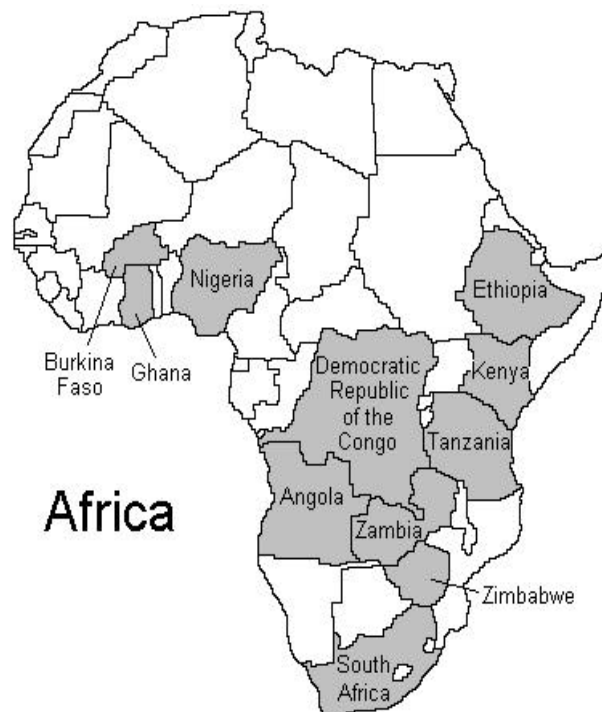 Nigeria
Ethiopia
Burkina
Faso
Ghana
Democratic
Republic
of the
Congo
Kenya
Tanzania
Angola
Africa
Zambia
Zimbabwe
South
Africa